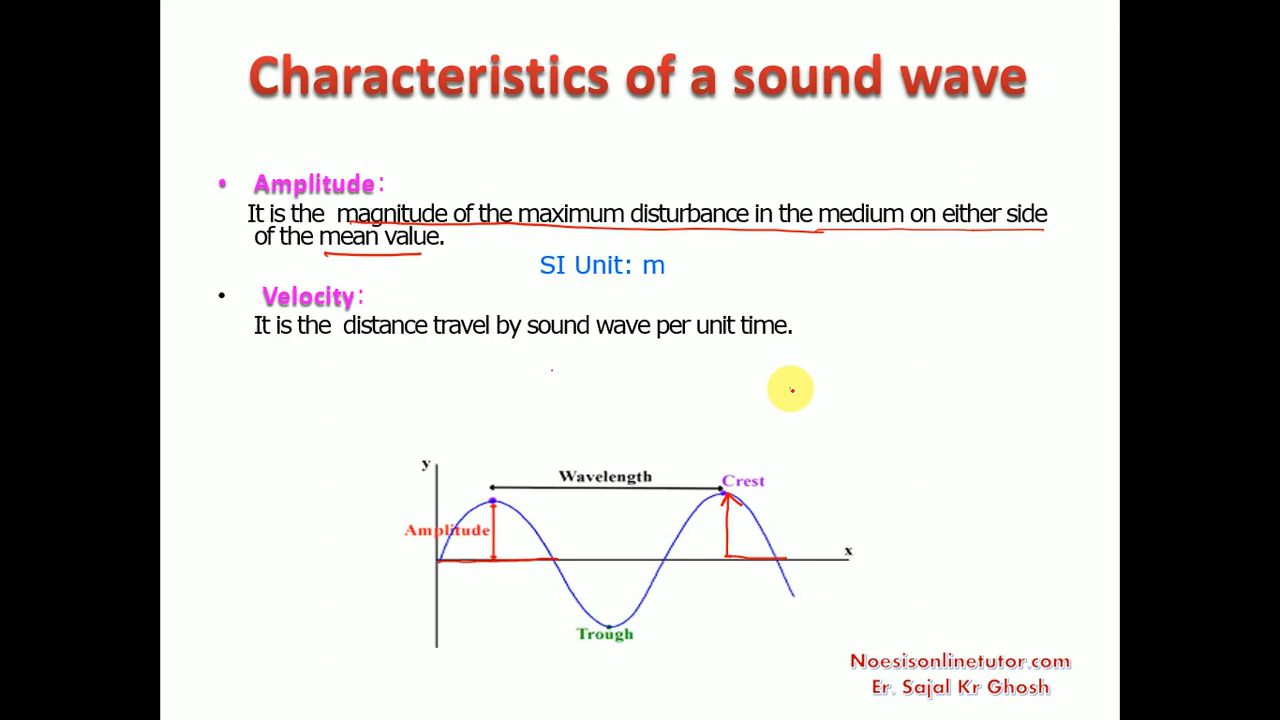 Characteristics of a sound wave
• Amplitude:
It is the magnitude of the maximum disturbance in the medium on either side
of the mean value.
SI Unit: m
• Velocity:
It is the distance travel by sound wave per unit time.
y
Wavelength
Crest
Amplitude
x
Trough
Noesisonlinetutor.com
Er. Sajal Kr Ghosh